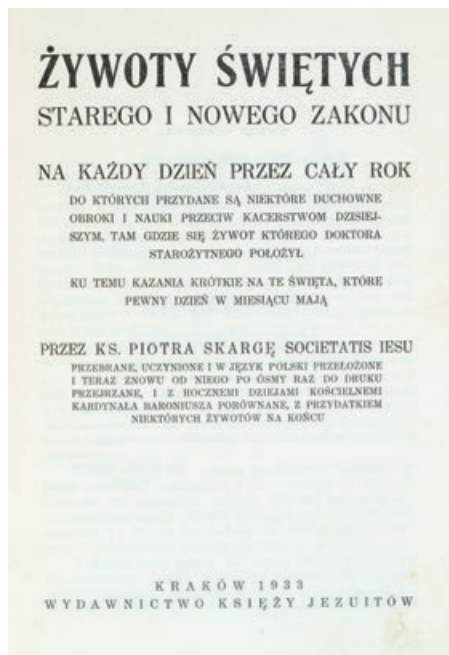 ŻYWOTY ŚWIĘTYCH
STAREGO I NOWEGO ZAKONU
NA KAŻDY DZIEŃ PRZEZ CAŁY ROK
DO KTÓRYCH PRZYDANE SĄ NIEKTÓRE DUCHOWNE
OBROKI I NAUKI PRZECIW KACERSTWOM DZISIEJ-
SZYM, TAM GDZIE SIĘ ŻYWOT KTÓREGO DOKTORA
STAROŻYTNEGO POŁOŻYŁ
KU TEMU KAZANIA KRÓTKIE NA TE ŚWIĘTA, KTÓRE
PEWNY DZIEŃ W MIESIĄCU MAJĄ
PRZEZ KS. PIOTRA SKARGĘ SOCIETATIS IESU
PRZEBRANE, UCZYNIONE I W JĘZYK POLSKI PRZEŁOŻONE
I TERAZ ZNOWU OD NIEGO PO ÓSMY RAZ DO DRUKU
PRZEJRZANE, I Z ROCZNEMI DZIEJAMI KOŚCIELNEMI
KARDYNAŁA BARONIUSZA PORÓWNANE, Z PRZYDATKIEM
NIEKTÓRYCH ŻYWOTÓW NA KOŃCU
KRAKÓW 1933
WYDAWNICTWO KSIĘŻY JEZUITÓW